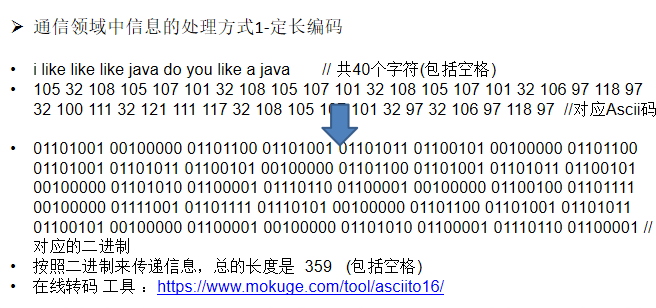 ➢ 通信领域中信息的处理方式1-定长编码
• i like like like java do you like a java // 共40个字符(包括空格)
• 105 32 108 105 107 101 32 108 105 107 101 32 108 105 107 101 32 106 97 118 97
32 100 111 32 121 111 117 32 108 105 107 101 32 97 32 106 97 118 97 //对应Ascii码
• 01101001 00100000 01101100 01101001 01101011 01100101 00100000 01101100
01101001 01101011 01100101 00100000 01101100 01101001 01101011 01100101
00100000 01101010 01100001 01110110 01100001 00100000 01100100 01101111
00100000 01111001 01101111 01110101 00100000 01101100 01101001 01101011
01100101 00100000 01100001 00100000 01101010 01100001 01110110 01100001 //
对应的二进制
• 按照二进制来传递信息，总的长度是 359 (包括空格)
• 在线转码 工具 ：https://www.mokuge.com/tool/asciito16/